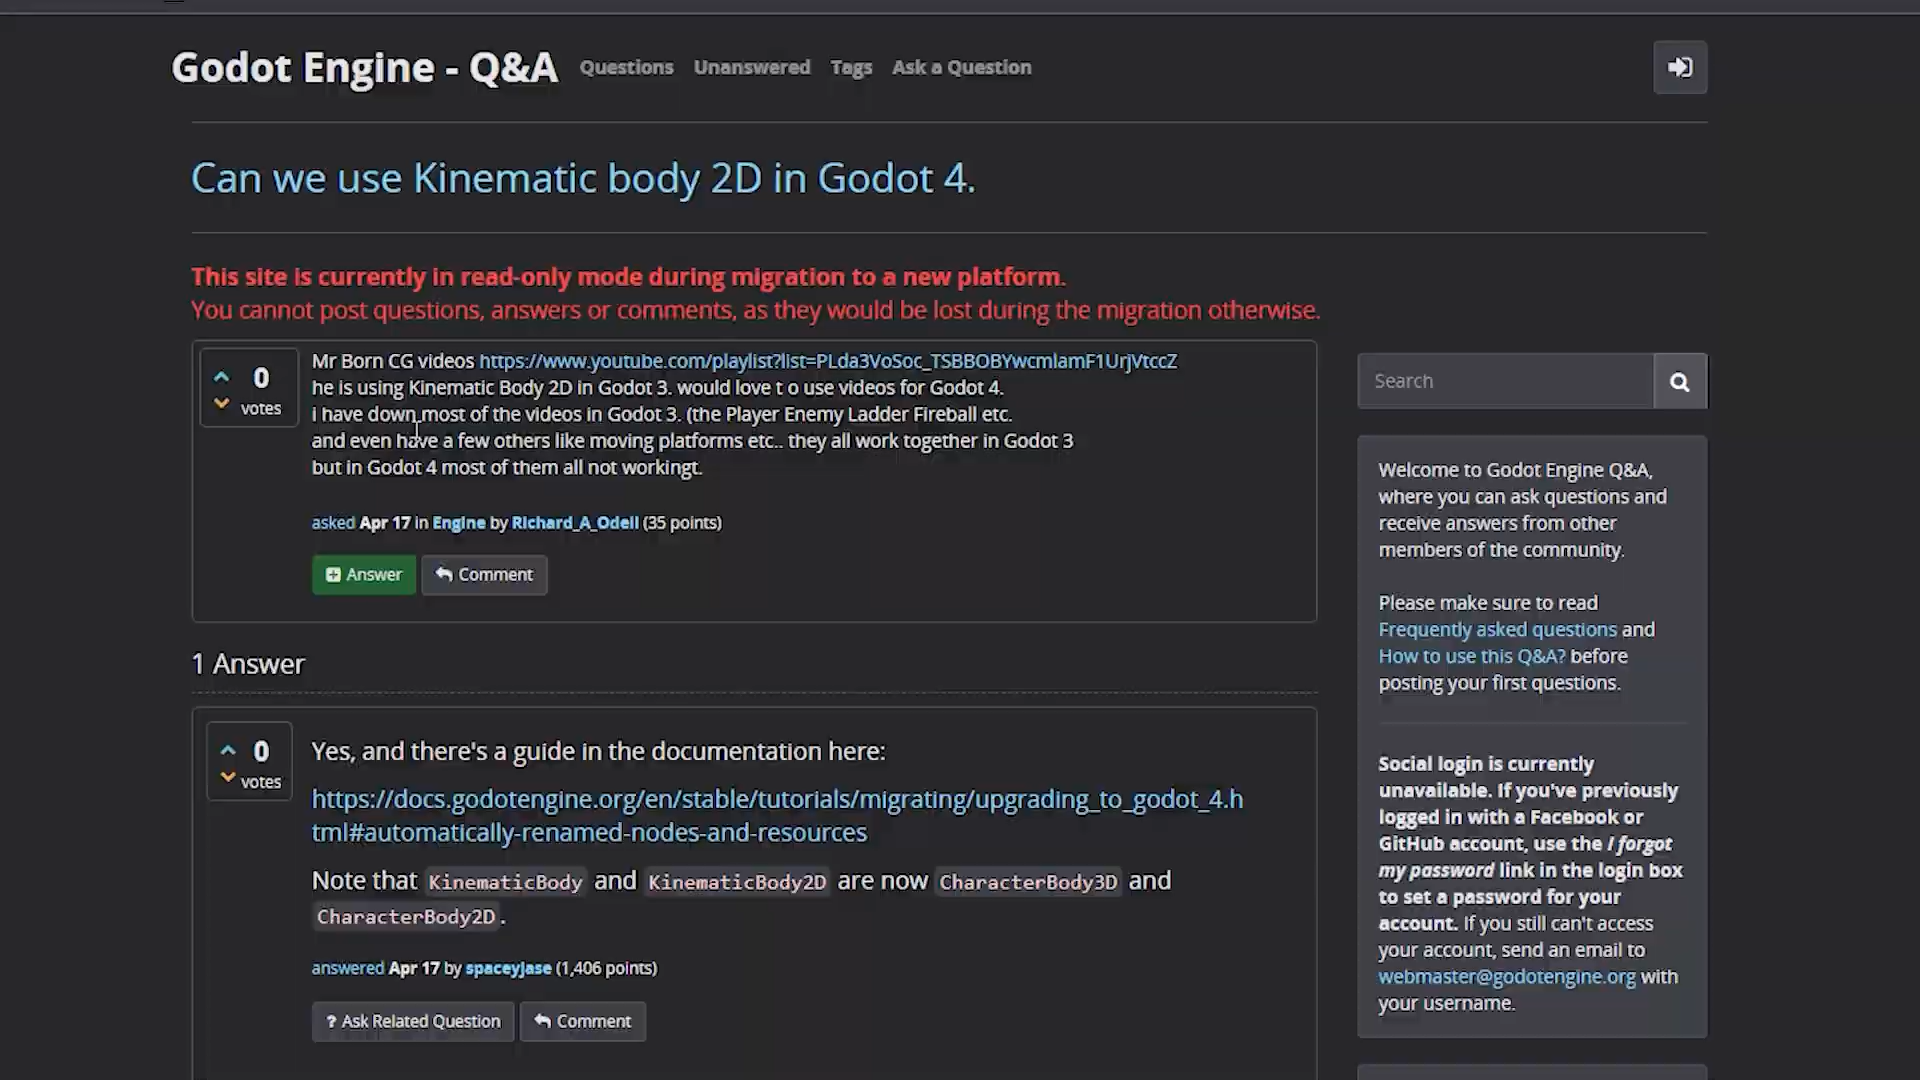 Godot Engine - Q&A Questions Unanswered Tags Ask a Question
Can we use Kinematic body 2D in Godot 4.
This site is currently in read-only mode during migration to a new platform.
You cannot post questions, answers or comments, as they would be lost during the migration otherwise.
0
votes
Mr Born CG videos https://www.youtube.com/playlist?list=PLda3VoSoc_TSBBOBYwcmlamF1UrjVtccZ
he is using Kinematic Body 2D in Godot 3. would love t o use videos for Godot 4.
i have down most of the videos in Godot 3. (the Player Enemy Ladder Fireball etc.
and even have a few others like moving platforms etc.. they all work together in Godot 3
but in Godot 4 most of them all not workingt.
asked Apr 17 in Engine by Richard_A_Odell (35 points)
Answer Comment
1 Answer
0
votes
Yes, and there's a guide in the documentation here:
https://docs.godotengine.org/en/stable/tutorials/migrating/upgrading_to_godot_4.h
tml#automatically-renamed-nodes-and-resources
Note that KinematicBody and KinematicBody2D are now CharacterBody3D and
CharacterBody2D.
answered Apr 17 by spaceyjase (1,406 points)
? Ask Related Question Comment
Search
Welcome to Godot Engine Q&A,
where you can ask questions and
receive answers from other
members of the community.
Please make sure to read
Frequently asked questions and
How to use this Q&A? before
posting your first questions.
Social login is currently
unavailable. If you've previously
logged in with a Facebook or
GitHub account, use the I forgot
my password link in the login box
to set a password for your
account. If you still can't access
your account, send an email to
webmaster@godotengine.org with
your username.